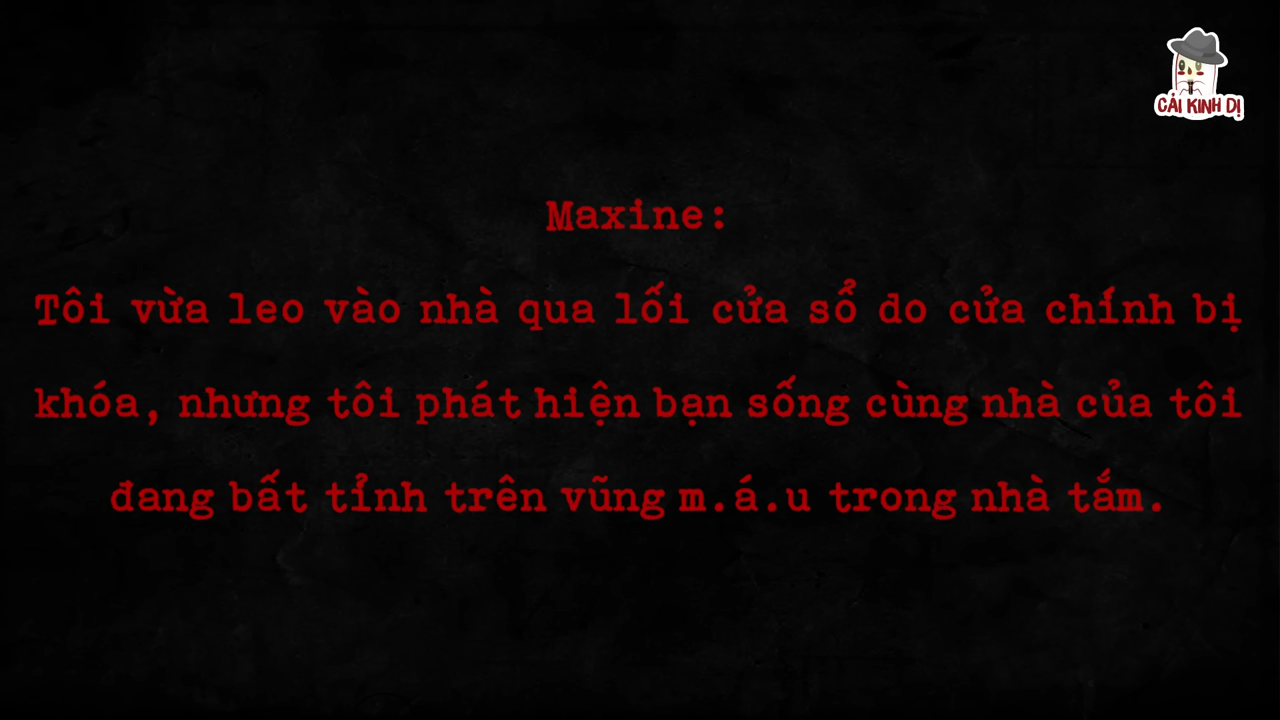 CẢI KINH DỊ
Maxine:
Tôi vừa leo vào nhà qua lối cửa sổ do cửa chính bị
khóa, nhưng tôi phát hiện bạn sống cùng nhà của tôi
đang bất tỉnh trên vũng m.á.u trong nhà tắm.